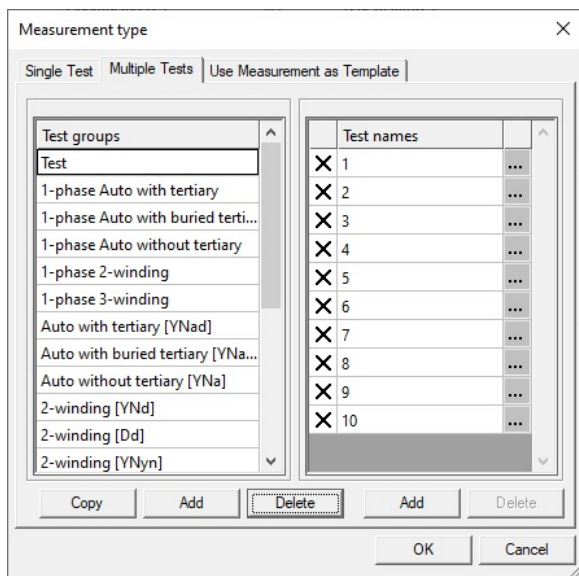 Measurement type
Single Test
Multiple Tests
Use Measurement as Template
Test groups
Test
1-phase Auto with tertiary
1-phase Auto with buried terti...
1-phase Auto without tertiary
1-phase 2-winding
1-phase 3-winding
Auto with tertiary [YNad]
Auto with buried tertiary [YNa...
Auto without tertiary [YNa]
2-winding [YNd]
2-winding [Dd]
2-winding [YNyn]
Test names
1 ...
2 ...
3 ...
4 ...
5 ...
6 ...
7 ...
8 ...
9 ...
10 ...
Copy
Add
Delete
Add
Delete
OK
Cancel